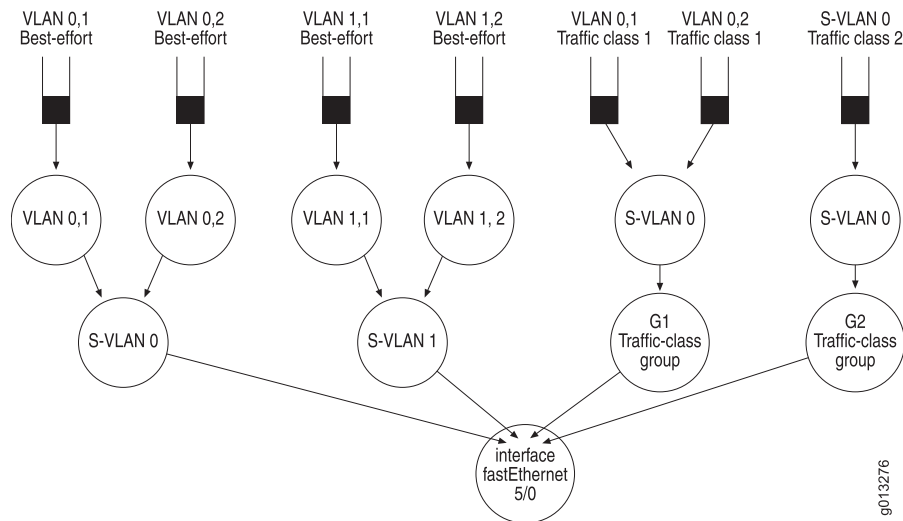 VLAN 0,1
Best-effort
VLAN 0,2
Best-effort
VLAN 1,1
Best-effort
VLAN 1,2
Best-effort
VLAN 0,1
Traffic class 1
VLAN 0,2
Traffic class 1
S-VLAN 0
Traffic class 2
VLAN 0,1
VLAN 0,2
VLAN 1,1
VLAN 1, 2
S-VLAN 0
S-VLAN 0
S-VLAN 0
S-VLAN 1
G1
Traffic-class
group
G2
Traffic-class
group
interface
fastEthernet
5/0
g013276